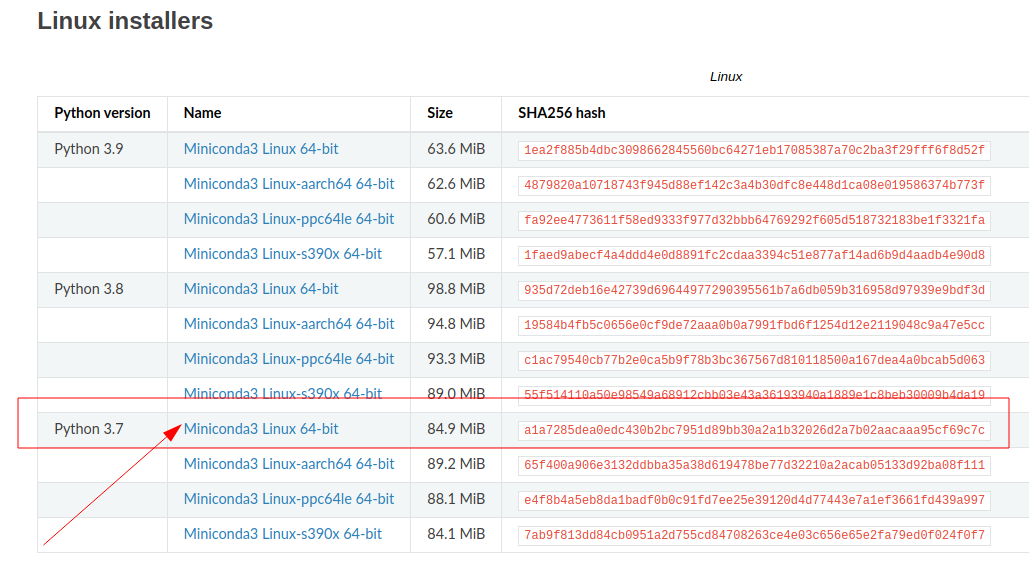 Linux installers
Linux
Python version Name Size SHA256 hash
Python 3.9 Miniconda3 Linux 64-bit 63.6 MiB 1ea2f885b4dbc3098662845560bc64271eb17085387a70c2ba3f29fff6f8d52f
Miniconda3 Linux-aarch64 64-bit 62.6 MiB 4879820a10718743f945d88ef142c3a4b30dfc8e448d1ca08e019586374b773f
Miniconda3 Linux-ppc64le 64-bit 60.6 MiB fa92ee4773611f58ed9333f977d32bbb64769292f605d518732183be1f3321fa
Miniconda3 Linux-s390x 64-bit 57.1 MiB 1faed9abecf4a4ddd4e0d8891fc2cdaa3394c51e877af14ad6b9d4aadb4e90d8
Python 3.8 Miniconda3 Linux 64-bit 98.8 MiB 935d72deb16e42739d69644977290395561b7a6db059b316958d97939e9bdf3d
Miniconda3 Linux-aarch64 64-bit 94.8 MiB 19584b4fb5c0656e0cf9de72aaa0b0a7991fbd6f1254d12e2119048c9a47e5cc
Miniconda3 Linux-ppc64le 64-bit 93.3 MiB c1ac79540cb77b2e0ca5b9f78b3bc367567d810118500a167dea4a0bcab5d063
Miniconda3 Linux-s390x 64-bit 89.0 MiB 55f514110a50e98549a68912cbb03e43a36193940a1889e1c8beb30009b4da19
Python 3.7 Miniconda3 Linux 64-bit 84.9 MiB a1a7285dea0edc430b2bc7951d89bb30a2a1b32026d2a7b02aacaaa95cf69c7c
Miniconda3 Linux-aarch64 64-bit 89.2 MiB 65f400a906e3132ddbba35a38d619478be77d32210a2acab05133d92ba08f111
Miniconda3 Linux-ppc64le 64-bit 88.1 MiB e4f8b4a5eb8da1badf0b0c91fd7ee25e39120d4d77443e7a1ef3661fd439a997
Miniconda3 Linux-s390x 64-bit 84.1 MiB 7ab9f813dd84cb0951a2d755cd84708263ce4e03c656e65e2fa79ed0f024f0f7